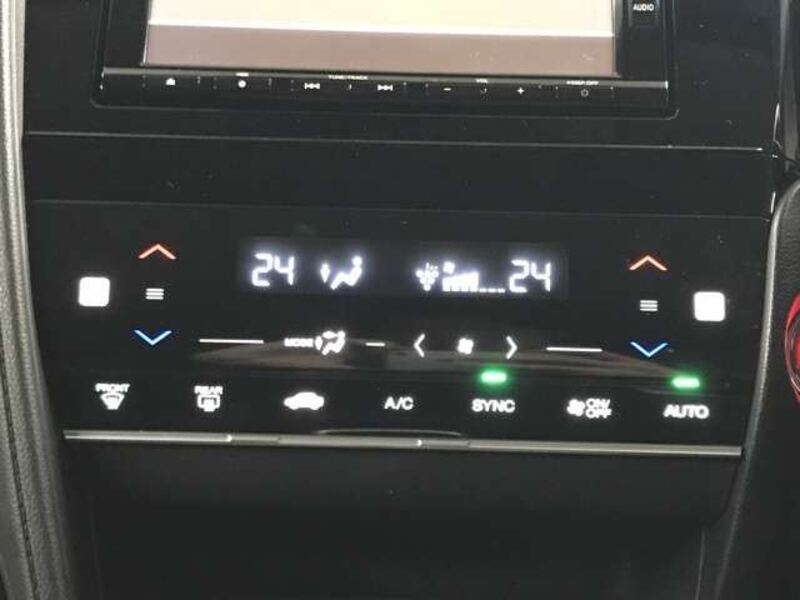 AUDIO
TUNE/TRACK
VOL
24 24
MODE
FRONT REAR A/C SYNC ON/OFF AUTO